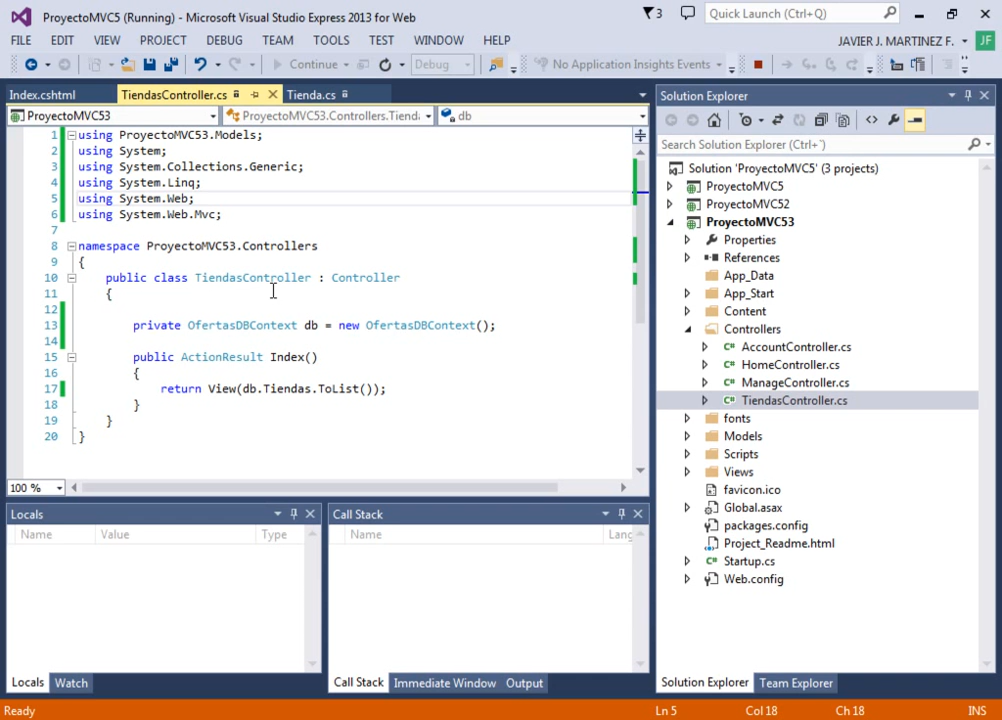 ProyectoMVC5 (Running) - Microsoft Visual Studio Express 2013 for Web
3
Quick Launch (Ctrl+Q)
FILE EDIT VIEW PROJECT DEBUG TEAM TOOLS TEST WINDOW HELP
JAVIER J. MARTINEZ F.
JF
Continue
Debug
No Application Insights Events
Index.cshtml
TiendasController.cs
Tienda.cs
ProyectoMVC53
ProyectoMVC53.Controllers.Tienda
db
1 using ProyectoMVC53.Models;
2 using System;
3 using System.Collections.Generic;
4 using System.Linq;
5 using System.Web;
6 using System.Web.Mvc;
7
8 namespace ProyectoMVC53.Controllers
9 {
10 public class TiendasController : Controller
11 {
12
13 private OfertasDBContext db = new OfertasDBContext();
14
15 public ActionResult Index()
16 {
17 return View(db.Tiendas.ToList());
18 }
19 }
20 }
100 %
Locals
Name Value Type
Locals Watch
Call Stack
Name Lang
Call Stack Immediate Window Output
Solution Explorer
Search Solution Explorer (Ctrl+¨)
Solution 'ProyectoMVC5' (3 projects)
ProyectoMVC5
ProyectoMVC52
ProyectoMVC53
Properties
References
App_Data
App_Start
Content
Controllers
C# AccountController.cs
C# HomeController.cs
C# ManageController.cs
C# TiendasController.cs
fonts
Models
Scripts
Views
favicon.ico
Global.asax
packages.config
Project_Readme.html
C# Startup.cs
Web.config
Solution Explorer Team Explorer
Ready
Ln 5 Col 18 Ch 18 INS